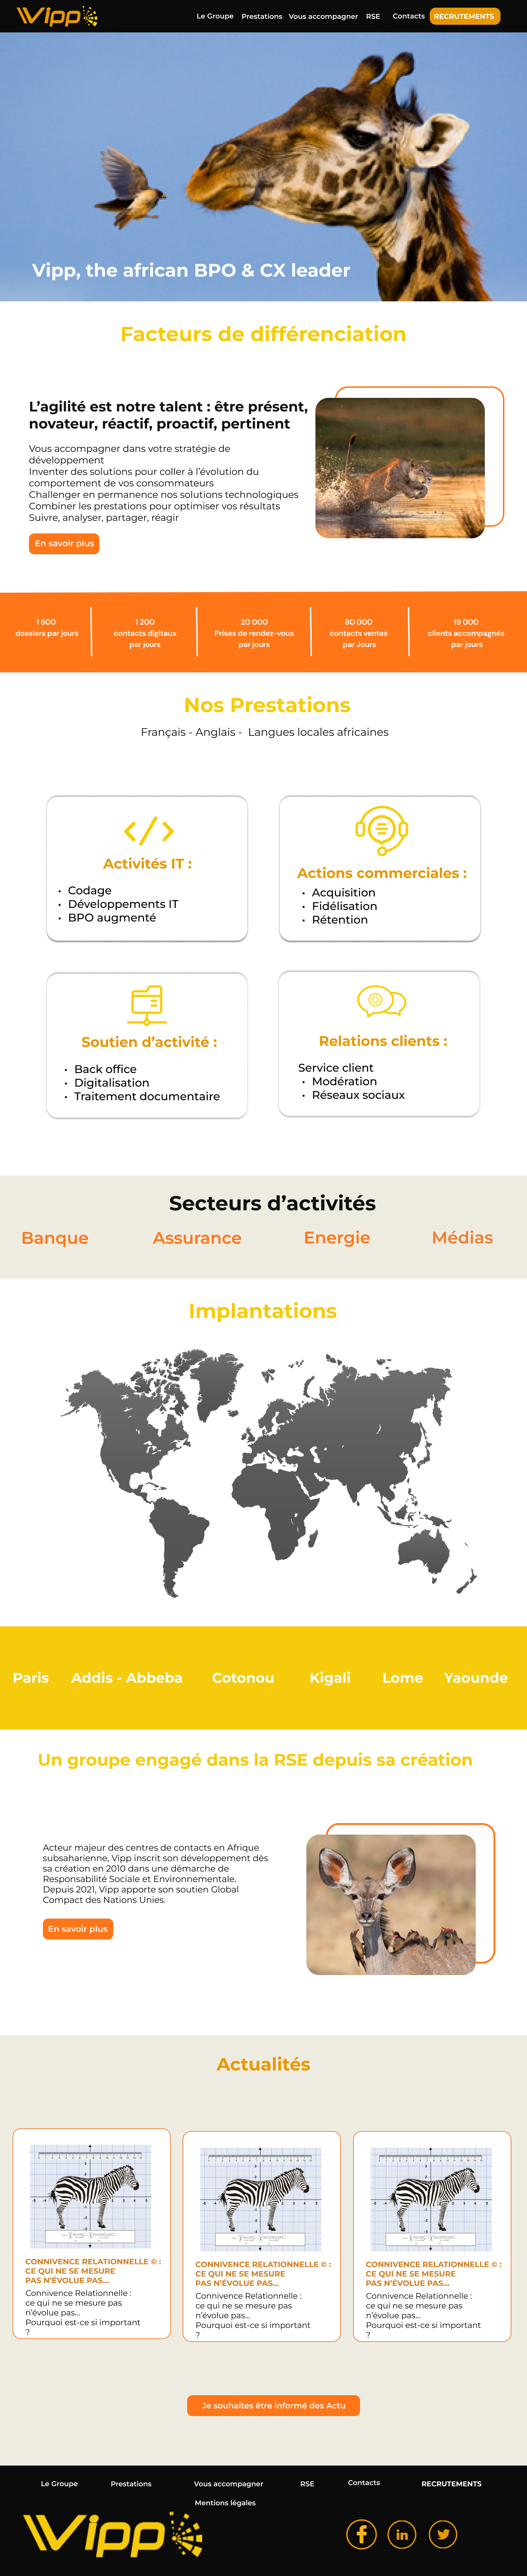 Vipp
Le Groupe Prestations Vous accompagner RSE Contacts RECRUTEMENTS
Vipp, the african BPO & CX leader
Facteurs de différenciation
L’agilité est notre talent : être présent,
novateur, réactif, proactif, pertinent
Vous accompagner dans votre stratégie de
développement
Inventer des solutions pour coller à l’évolution du
comportement de vos consommateurs
Challenger en permanence nos solutions technologiques
Combiner les prestations pour optimiser vos résultats
Suivre, analyser, partager, réagir
En savoir plus
1 500
dossiers par jours
1 200
contacts digitaux
par jours
20 000
Prises de rendez-vous
par jours
80 000
contacts ventes
par Jours
19 000
clients accompagnés
par jours
Nos Prestations
Français - Anglais - Langues locales africaines
Activités IT :
• Codage
• Développements IT
• BPO augmenté
Actions commerciales :
• Acquisition
• Fidélisation
• Rétention
Soutien d’activité :
• Back office
• Digitalisation
• Traitement documentaire
Relations clients :
Service client
• Modération
• Réseaux sociaux
Secteurs d’activités
Banque Assurance Energie Médias
Implantations
Paris Addis - Abbeba Cotonou Kigali Lome Yaounde
Un groupe engagé dans la RSE depuis sa création
Acteur majeur des centres de contacts en Afrique
subsaharienne, Vipp inscrit son développement dès
sa création en 2010 dans une démarche de
Responsabilité Sociale et Environnementale.
Depuis 2021, Vipp apporte son soutien Global
Compact des Nations Unies.
En savoir plus
Actualités
CONNIVENCE RELATIONNELLE © :
CE QUI NE SE MESURE
PAS N’ÉVOLUE PAS…
Connivence Relationnelle :
ce qui ne se mesure pas
n’évolue pas…
Pourquoi est-ce si important
?
CONNIVENCE RELATIONNELLE © :
CE QUI NE SE MESURE
PAS N’ÉVOLUE PAS…
Connivence Relationnelle :
ce qui ne se mesure pas
n’évolue pas…
Pourquoi est-ce si important
?
CONNIVENCE RELATIONNELLE © :
CE QUI NE SE MESURE
PAS N’ÉVOLUE PAS…
Connivence Relationnelle :
ce qui ne se mesure pas
n’évolue pas…
Pourquoi est-ce si important
?
Je souhaites être informé des Actu
Le Groupe Prestations Vous accompagner RSE Contacts RECRUTEMENTS
Mentions légales
Vipp